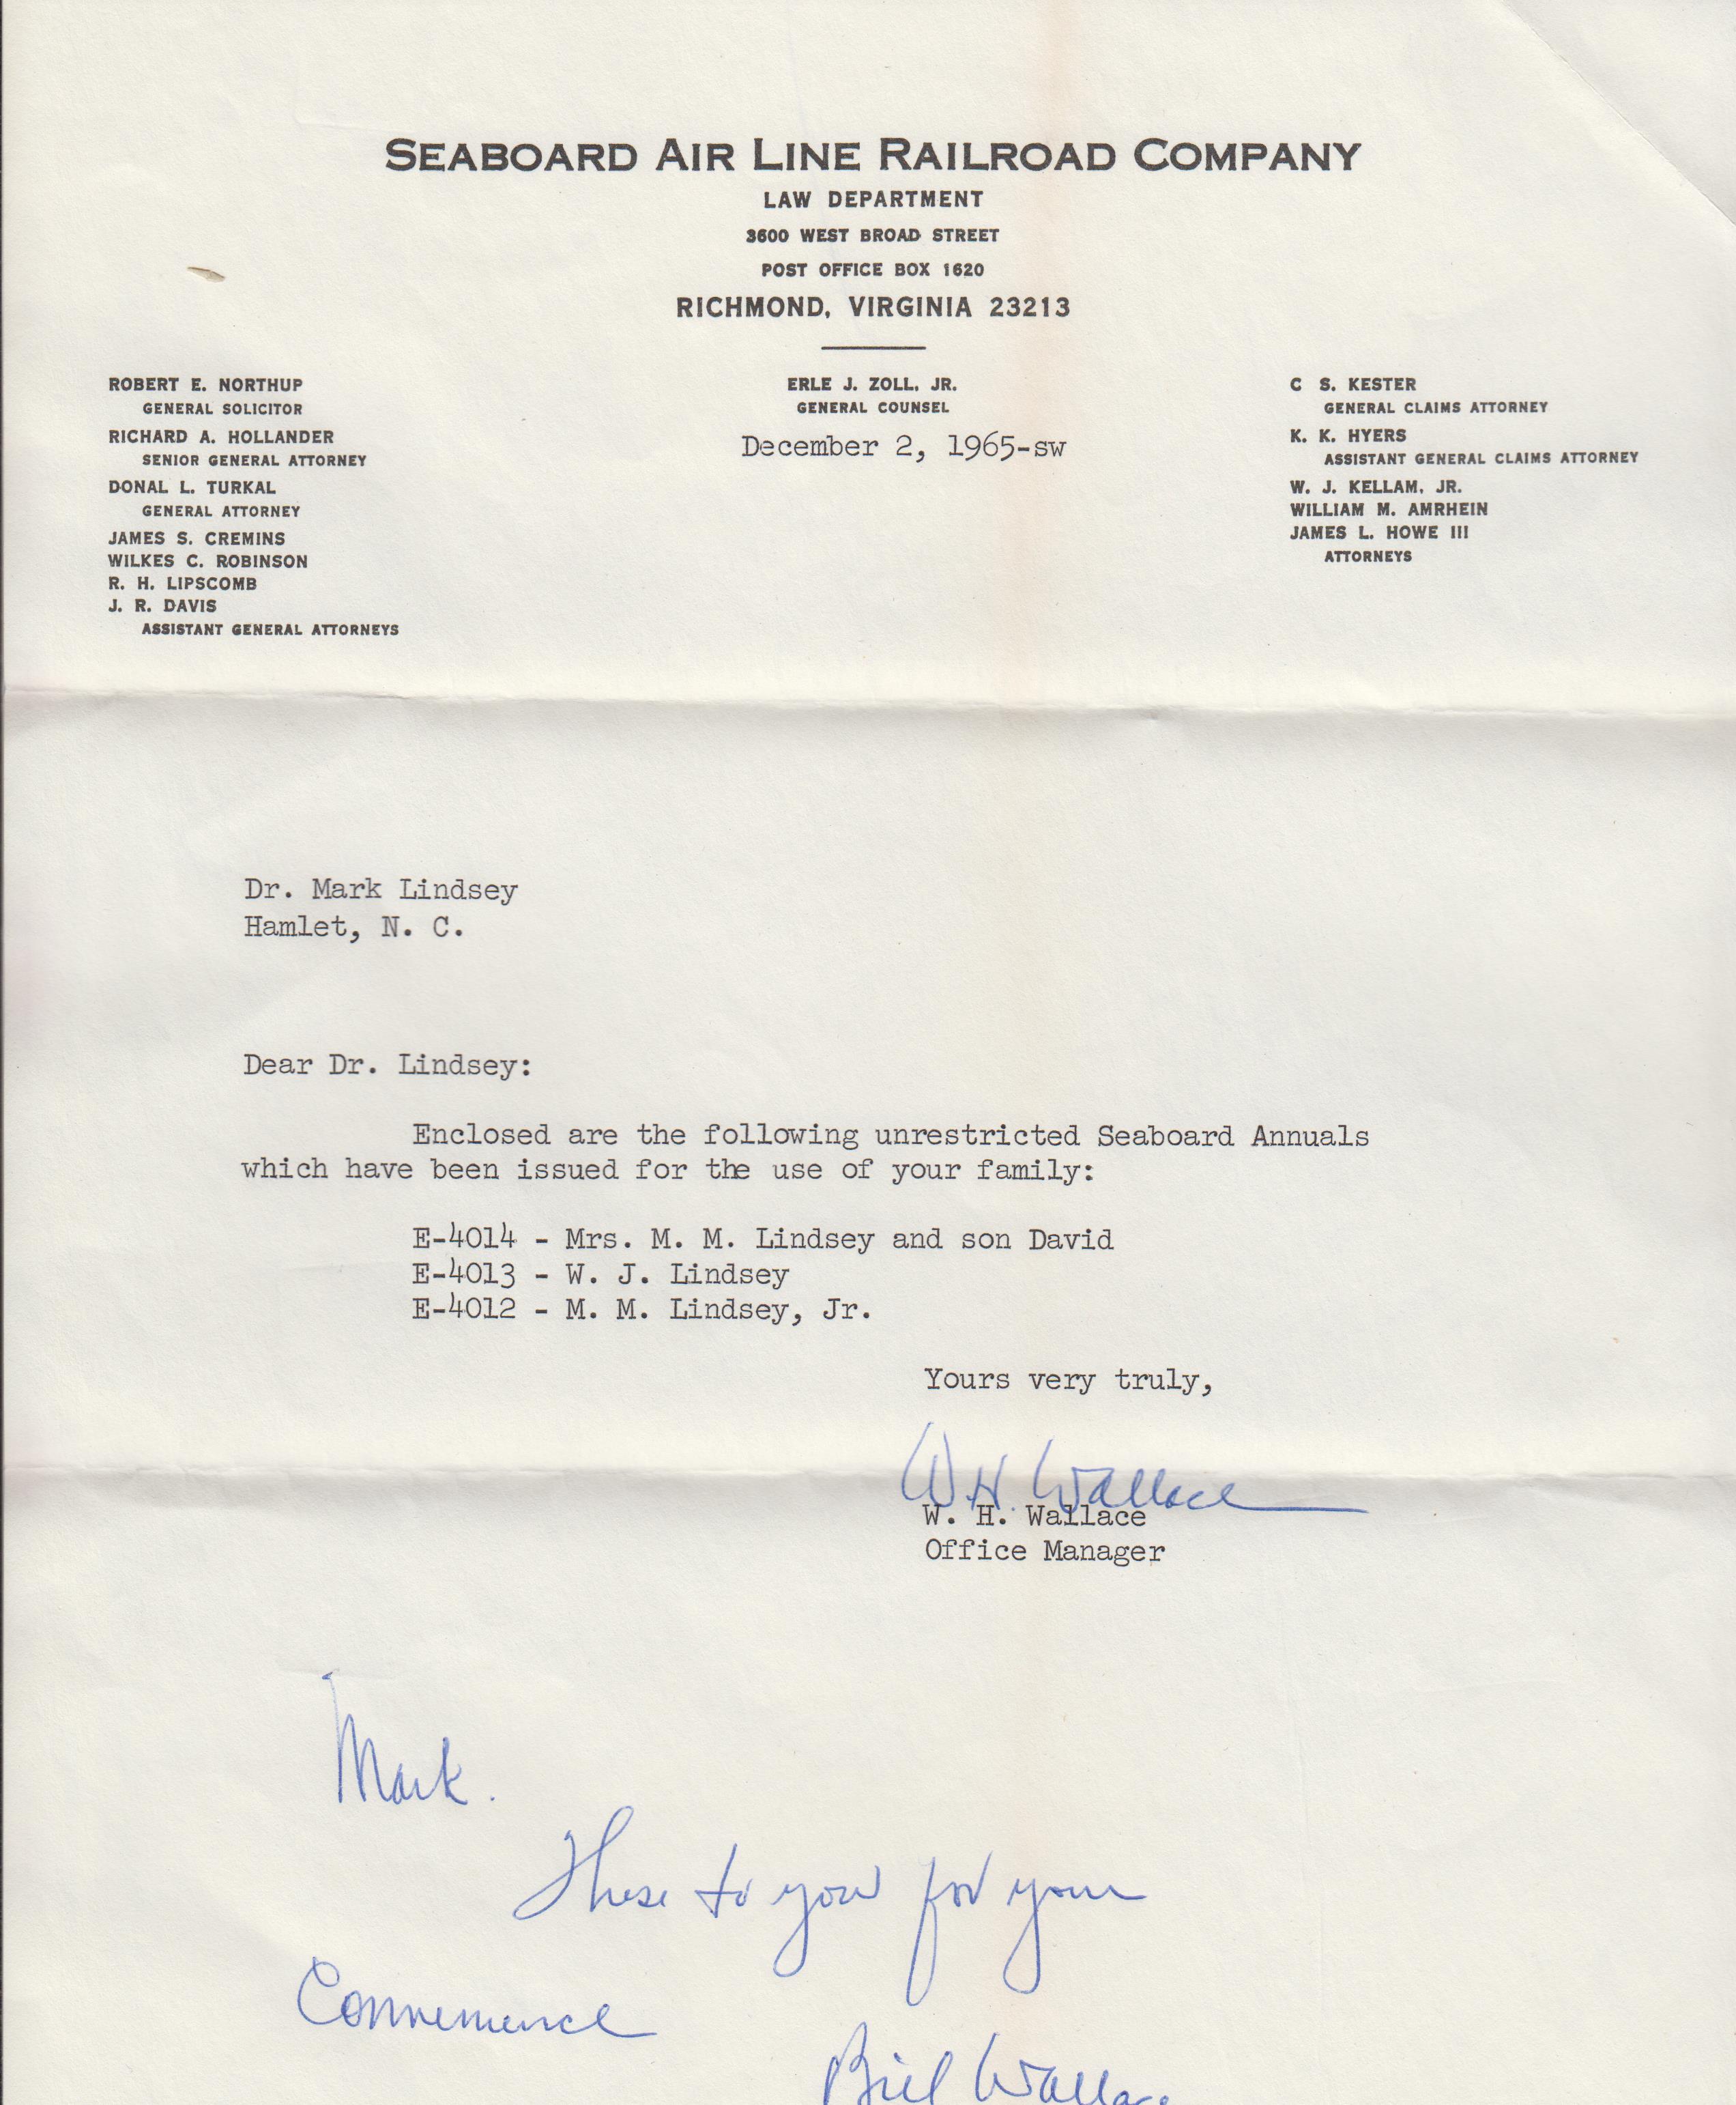 SEABOARD AIR LINE RAILROAD COMPANY
LAW DEPARTMENT
3600 WEST BROAD STREET
POST OFFICE BOX 1620
RICHMOND, VIRGINIA 23213
ROBERT E. NORTHUP
GENERAL SOLICITOR
RICHARD A. HOLLANDER
SENIOR GENERAL ATTORNEY
DONAL L. TURKAL
GENERAL ATTORNEY
JAMES S. CREMINS
WILKES C. ROBINSON
R. H. LIPSCOMB
J. R. DAVIS
ASSISTANT GENERAL ATTORNEYS
ERLE J. ZOLL, JR.
GENERAL COUNSEL
December 2, 1965-sw
C S. KESTER
GENERAL CLAIMS ATTORNEY
K. K. HYERS
ASSISTANT GENERAL CLAIMS ATTORNEY
W. J. KELLAM, JR.
WILLIAM M. AMRHEIN
JAMES L. HOWE III
ATTORNEYS
Dr. Mark Lindsey
Hamlet, N. C.
Dear Dr. Lindsey:
Enclosed are the following unrestricted Seaboard Annuals
which have been issued for the use of your family:
E-4014 - Mrs. M. M. Lindsey and son David
E-4013 - W. J. Lindsey
E-4012 - M. M. Lindsey, Jr.
Yours very truly,
W. H. Wallace
W. H. Wallace
Office Manager
Mark.
These to you for your
Convenience
Bill Wallace